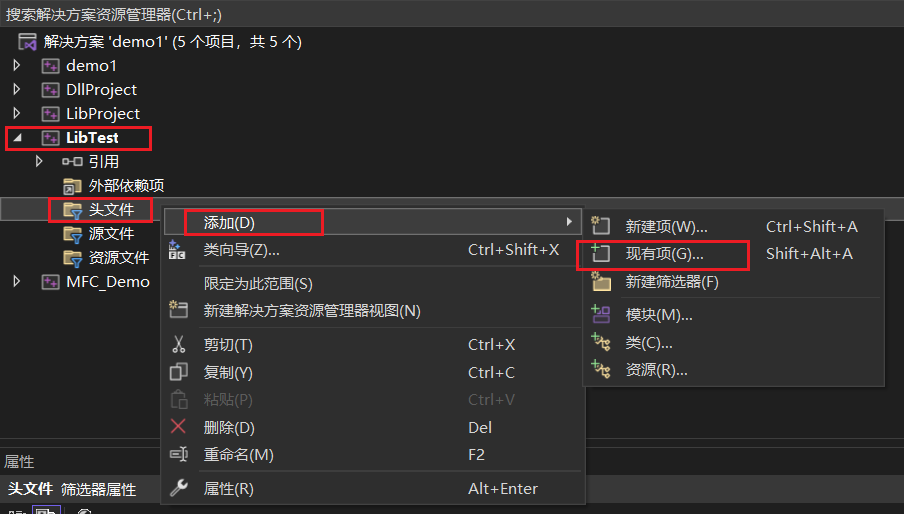 搜索解决方案资源管理器(Ctrl+;)
解决方案 'demo1' (5 个项目，共 5 个)
demo1
DllProject
LibProject
LibTest
引用
外部依赖项
头文件
源文件
资源文件
MFC_Demo
添加(D)
类向导(Z)... Ctrl+Shift+X
限定为此范围(S)
新建解决方案资源管理器视图(N)
剪切(T) Ctrl+X
复制(Y) Ctrl+C
粘贴(P) Ctrl+V
删除(D) Del
重命名(M) F2
属性(R) Alt+Enter
新建项(W)... Ctrl+Shift+A
现有项(G)... Shift+Alt+A
新建筛选器(F)
模块(M)...
类(C)...
资源(R)...
属性
头文件 筛选器属性